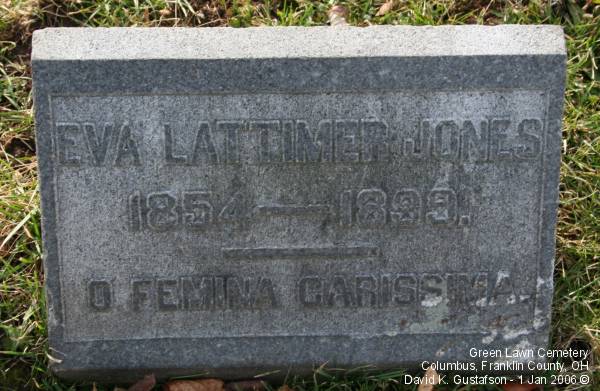 EVA LATTIMER JONES
1854 — 1899.
O FEMINA CARISSIMA.
Green Lawn Cemetery
Columbus, Franklin County, OH
David K. Gustafson - 1 Jan 2006 ©